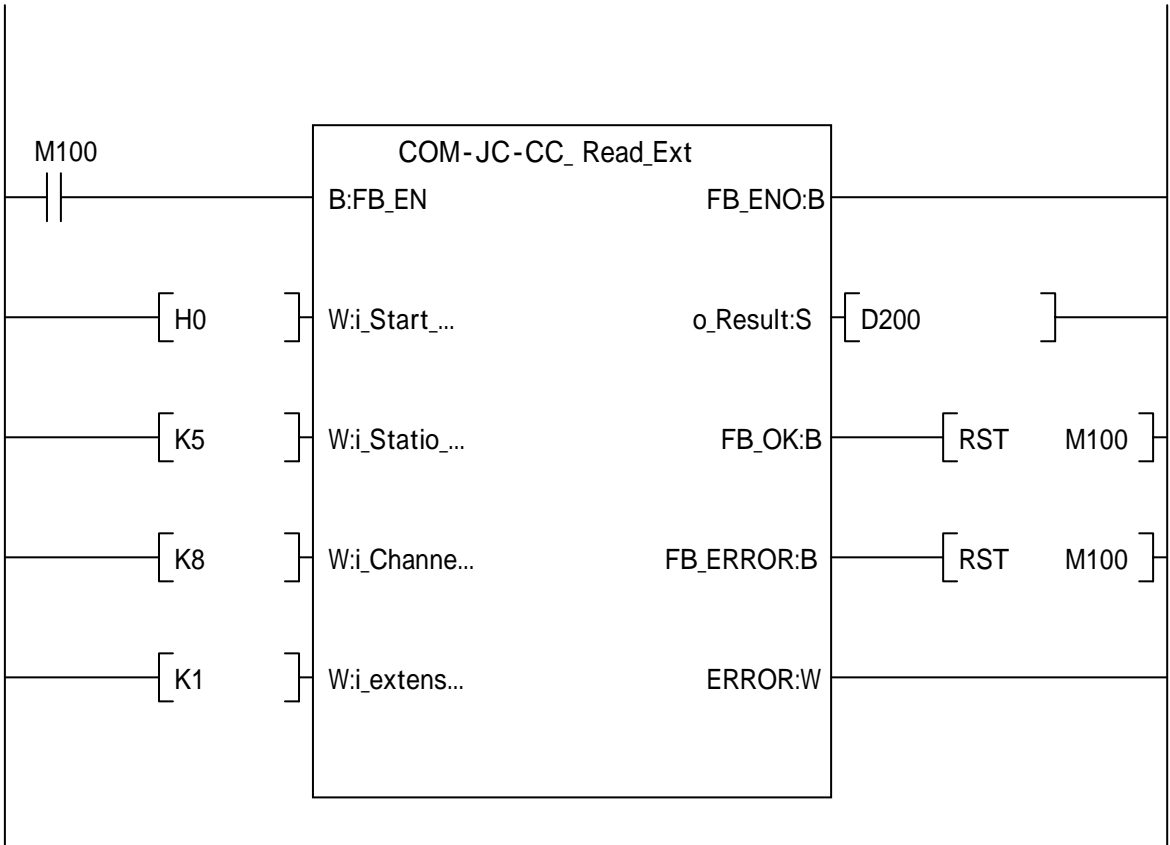 M100
COM-JC-CC_ Read_Ext
B:FB_EN FB_ENO:B
H0 W:i_Start_... o_Result:S D200
K5 W:i_Statio_... FB_OK:B RST M100
K8 W:i_Channe... FB_ERROR:B RST M100
K1 W:i_extens... ERROR:W